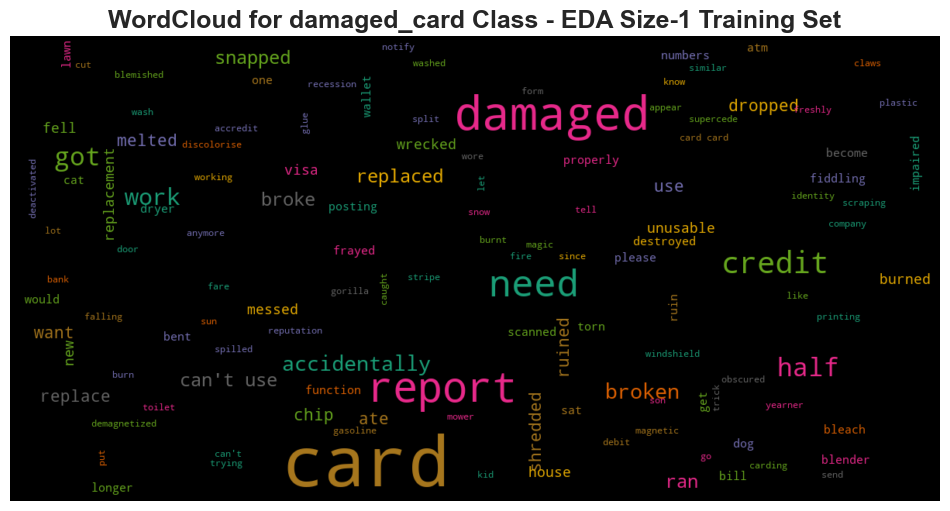 WordCloud for damaged_card Class - EDA Size-1 Training Set
lawn
notify
numbers
atm
snapped
cut
washed
similar
claws
blemished
one
recession
know
form
wallet
damaged
appear
dropped
freshly
plastic
wash
fell
accredit
glue
split
supercede
melted
discolorise
wrecked
card card
got
wore
properly
become
impaired
cat
visa
replacement
deactivated
working
replaced
let
use
fiddling
work
broke
identity
scraping
dryer
posting
snow
tell
company
lot
anymore
unusable
door
frayed
burnt
magic
destroyed
fire
since
please
credit
bank
fare
stripe
need
burned
would
gorilla
caught
like
falling
sun
messed
ruin
printing
want
reputation
scanned
torn
new
bent
spilled
ruined
windshield
accidentally
half
burn
can't use
function
report
broken
obscured
replace
trick
get
son
yearner
toilet
chip
ate
mower
sat
demagnetized
gasoline
shredded
magnetic
bleach
debit
dog
put
can't
card
go
carding
blender
trying
kid
house
bill
send
longer
ran